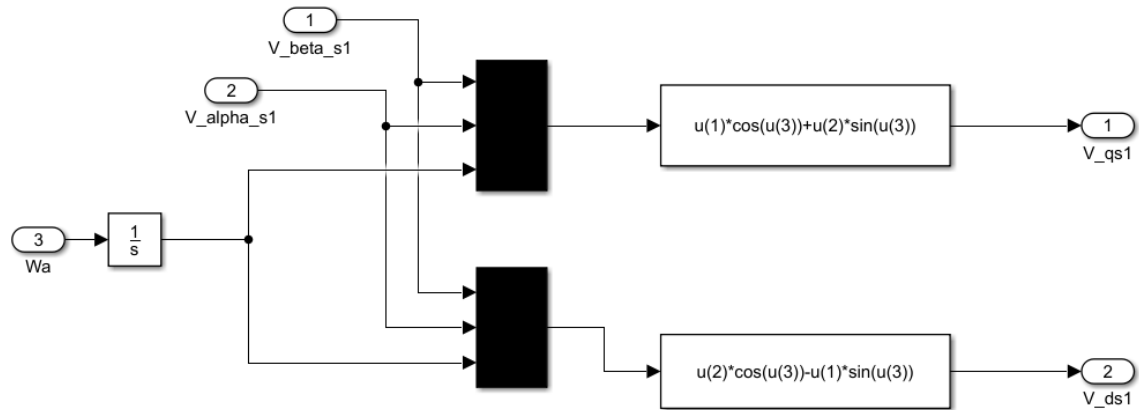 1
V_beta_s1
2
V_alpha_s1
u(1)*cos(u(3))+u(2)*sin(u(3))
1
V_qs1
3
Wa
1
s
u(2)*cos(u(3))-u(1)*sin(u(3))
2
V_ds1